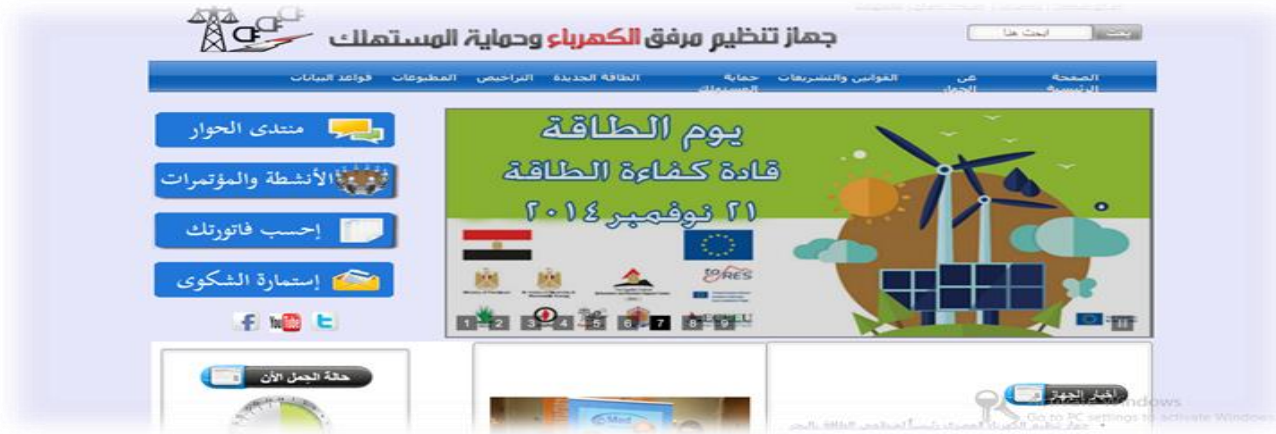 جهاز تنظيم مرفق الكهرباء وحماية المستهلك
ابحث هنا
بحث
الصفحة الرئيسية
عن الجهاز
القوانين والتشريعات
حماية المستهلك
الطاقة الجديدة
التراخيص
المطبوعات
قواعد البيانات
يوم الطاقة
قادة كفاءة الطاقة
٢١ نوفمبر ٢٠١٤
1 2 3 4 5 6 7 8 9
منتدى الحوار
الأنشطة والمؤتمرات
إحسب فاتورتك
إستمارة الشكوى
You Tube
أخبار الجهاز
حالة الحمل الأن
Med
Go to PC settings to activate Windows